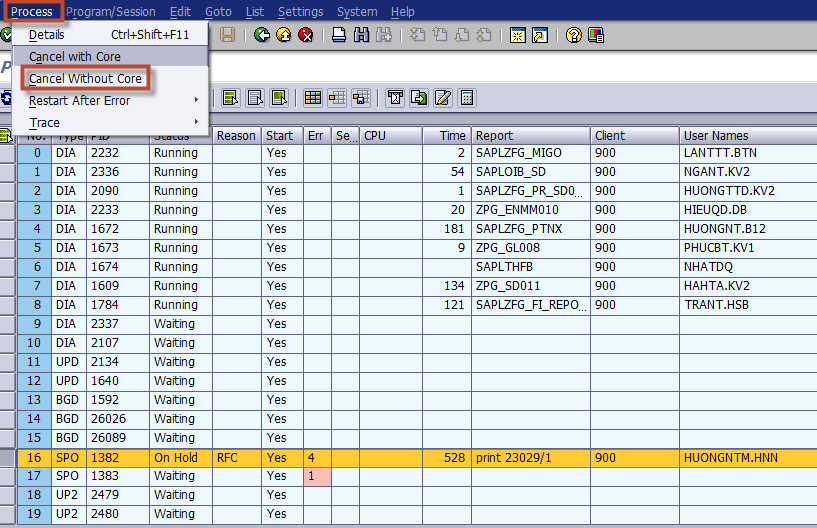 Process Program/Session Edit Goto List Settings System Help
Details Ctrl+Shift+F11
Cancel with Core
Cancel Without Core
Restart After Error
Trace
No. Type PID Status Reason Start Err Se... CPU Time Report Client User Names
0 DIA 2232 Running Yes 2 SAPLZFG_MIGO 900 LANTTT.BTN
1 DIA 2336 Running Yes 54 SAPLOIB_SD 900 NGANT.KV2
2 DIA 2090 Running Yes 1 SAPLZFG_PR_SD0... 900 HUONGTTD.KV2
3 DIA 2233 Running Yes 20 ZPG_ENMM010 900 HIEUQD.DB
4 DIA 1672 Running Yes 181 SAPLZFG_PTNX 900 HUONGNT.B12
5 DIA 1673 Running Yes 9 ZPG_GL008 900 PHUCBT.KV1
6 DIA 1674 Running Yes SAPLTHFB 900 NHATDQ
7 DIA 1609 Running Yes 134 ZPG_SD011 900 HAHTA.KV2
8 DIA 1784 Running Yes 121 SAPLZFG_FI_REPO... 900 TRANT.HSB
9 DIA 2337 Waiting Yes
10 DIA 2107 Waiting Yes
11 UPD 2134 Waiting Yes
12 UPD 1640 Waiting Yes
13 BGD 1592 Waiting Yes
14 BGD 26026 Waiting Yes
15 BGD 26089 Waiting Yes
16 SPO 1382 On Hold RFC Yes 4 528 print 23029/1 900 HUONGNTM.HNN
17 SPO 1383 Waiting Yes 1
18 UP2 2479 Waiting Yes
19 UP2 2480 Waiting Yes